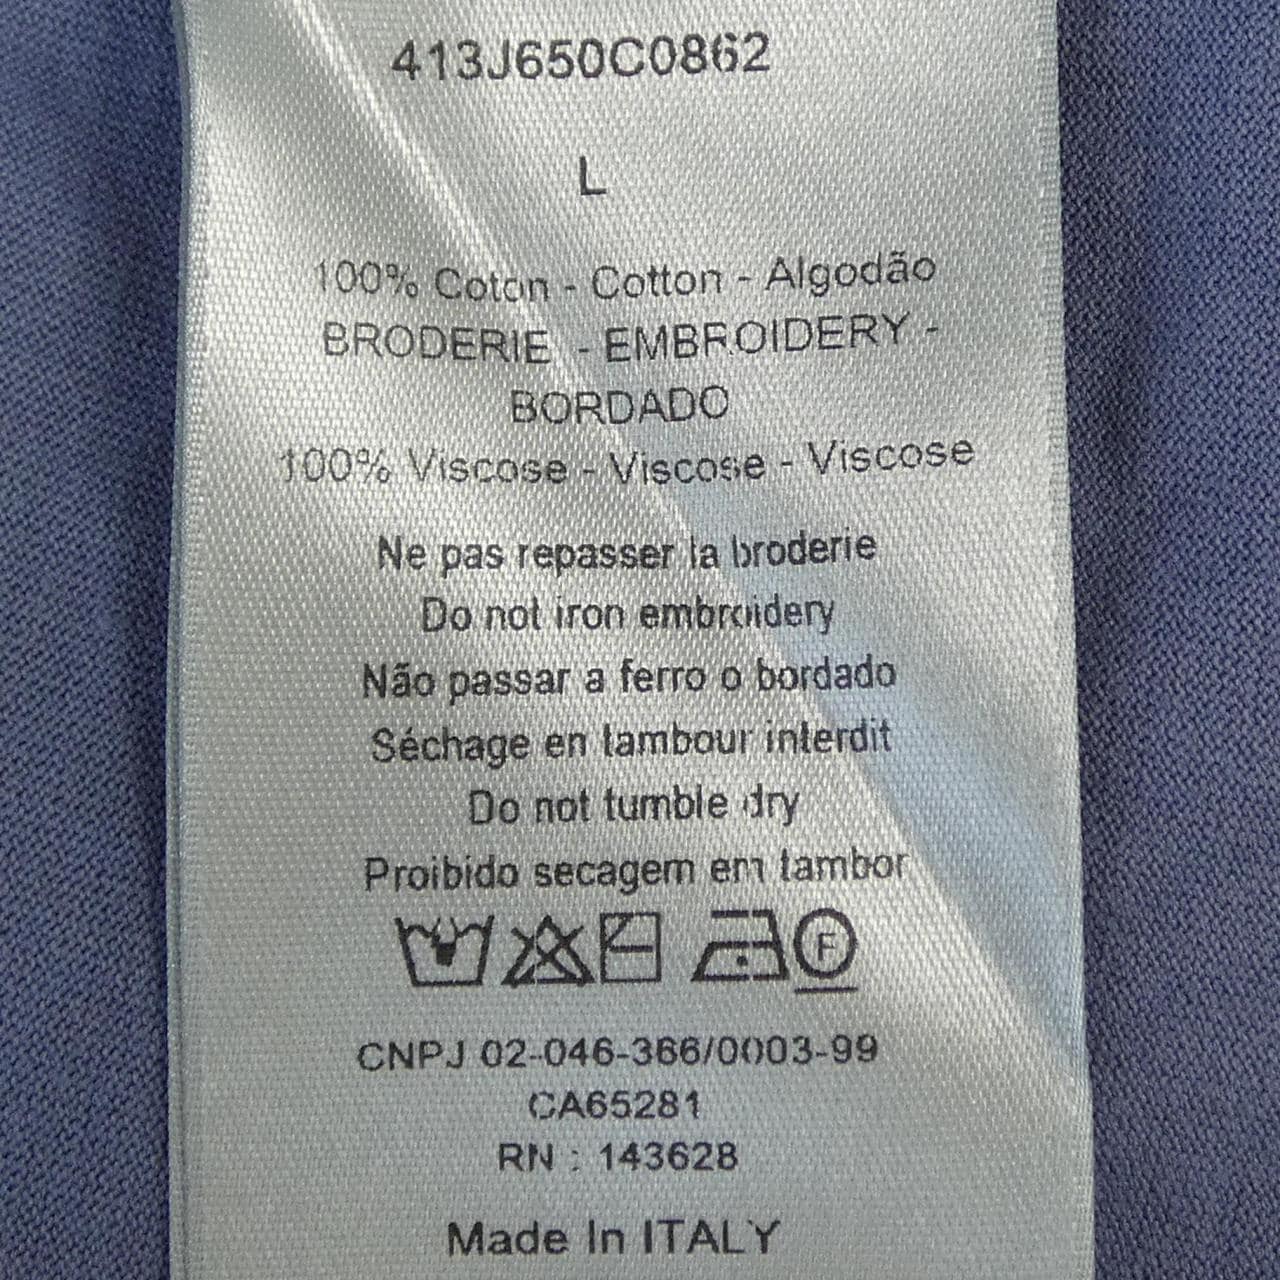 413J650C0862
L
100% Coton - Cotton - Algodão
BRODERIE - EMBROIDERY -
BORDADO
100% Viscose - Viscose - Viscose
Ne pas repasser la broderie
Do not iron embroidery
Não passar a ferro o bordado
Séchage en tambour interdit
Do not tumble dry
Proibido secagem em tambor
F
CNPJ 02-046-366/0003-99
CA65281
RN : 143628
Made In ITALY